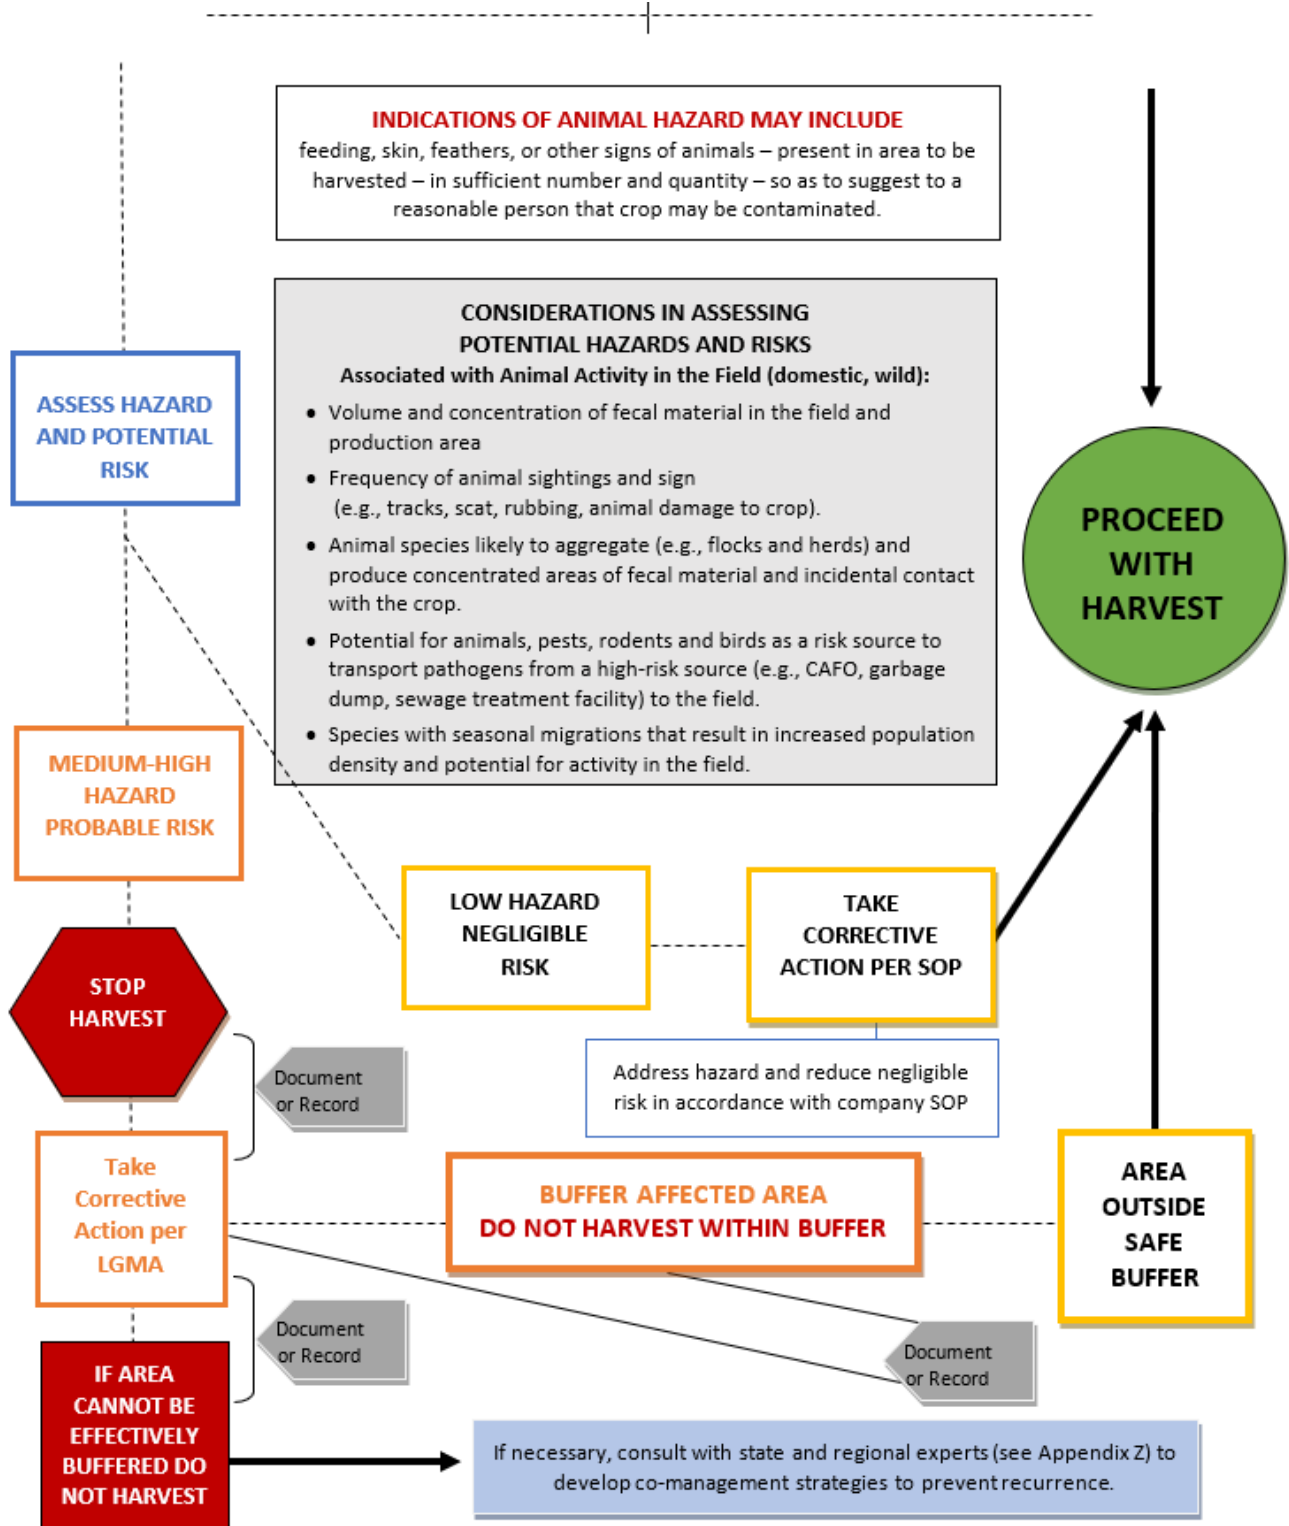 INDICATIONS OF ANIMAL HAZARD MAY INCLUDE
feeding, skin, feathers, or other signs of animals – present in area to be
harvested – in sufficient number and quantity – so as to suggest to a
reasonable person that crop may be contaminated.
CONSIDERATIONS IN ASSESSING
POTENTIAL HAZARDS AND RISKS
Associated with Animal Activity in the Field (domestic, wild):
• Volume and concentration of fecal material in the field and
production area
• Frequency of animal sightings and sign
(e.g., tracks, scat, rubbing, animal damage to crop).
• Animal species likely to aggregate (e.g., flocks and herds) and
produce concentrated areas of fecal material and incidental contact
with the crop.
• Potential for animals, pests, rodents and birds as a risk source to
transport pathogens from a high-risk source (e.g., CAFO, garbage
dump, sewage treatment facility) to the field.
• Species with seasonal migrations that result in increased population
density and potential for activity in the field.
ASSESS HAZARD
AND POTENTIAL
RISK
PROCEED
WITH
HARVEST
MEDIUM-HIGH
HAZARD
PROBABLE RISK
LOW HAZARD
NEGLIGIBLE
RISK
TAKE
CORRECTIVE
ACTION PER SOP
STOP
HARVEST
Document
or Record
Address hazard and reduce negligible
risk in accordance with company SOP
Take
Corrective
Action per
LGMA
BUFFER AFFECTED AREA
DO NOT HARVEST WITHIN BUFFER
AREA
OUTSIDE
SAFE
BUFFER
Document
or Record
Document
or Record
IF AREA
CANNOT BE
EFFECTIVELY
BUFFERED DO
NOT HARVEST
If necessary, consult with state and regional experts (see Appendix Z) to
develop co-management strategies to prevent recurrence.